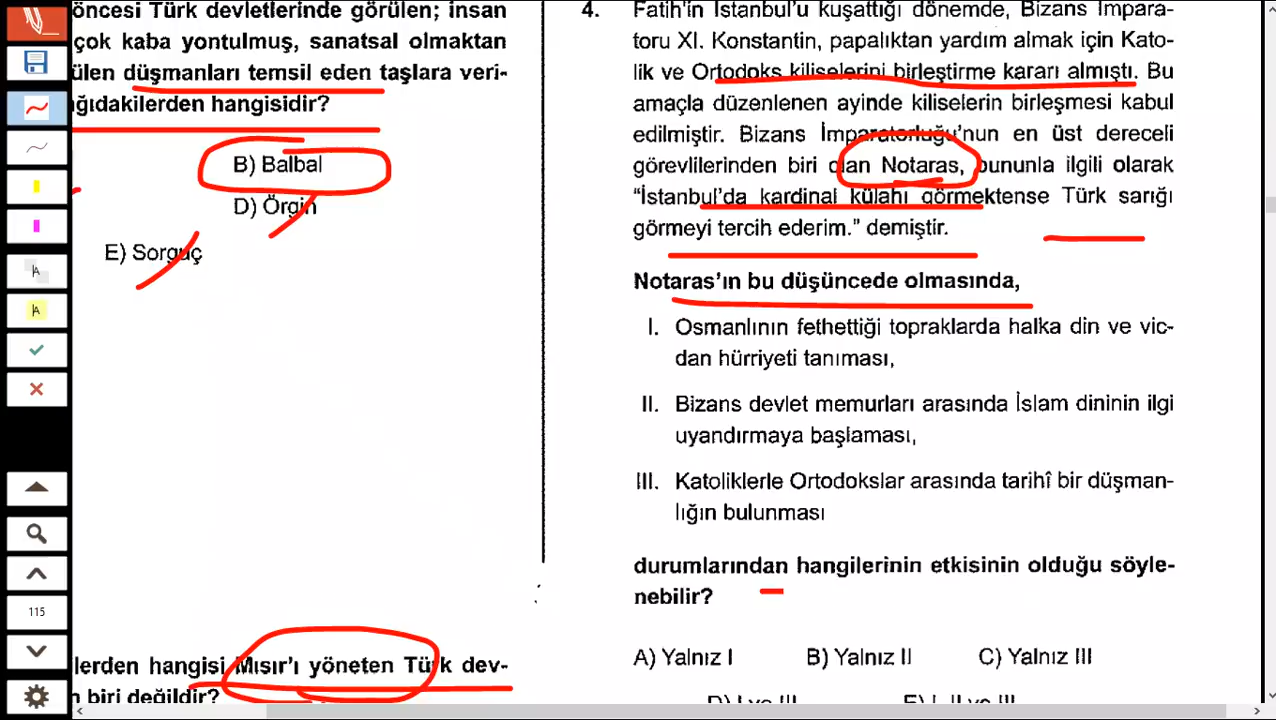 öncesi Türk devletlerinde görülen; insan
çok kaba yontulmuş, sanatsal olmaktan
ülen düşmanları temsil eden taşlara veri-
ğıdakilerden hangisidir?
B) Balbal
D) Örgin
E) Sorguç
lerden hangisi Mısır'ı yöneten Türk dev-
n biri değildir?
4. Fatih'in İstanbul'u kuşattığı dönemde, Bizans İmpara-
toru XI. Konstantin, papalıktan yardım almak için Kato-
lik ve Ortodoks kiliselerini birleştirme kararı almıştı. Bu
amaçla düzenlenen ayinde kiliselerin birleşmesi kabul
edilmiştir. Bizans İmparatorluğu'nun en üst dereceli
görevlilerinden biri olan Notaras, bununla ilgili olarak
“İstanbul'da kardinal külahı görmektense Türk sarığı
görmeyi tercih ederim.” demiştir.
Notaras'ın bu düşüncede olmasında,
I. Osmanlının fethettiği topraklarda halka din ve vic-
dan hürriyeti tanıması,
II. Bizans devlet memurları arasında İslam dininin ilgi
uyandırmaya başlaması,
III. Katoliklerle Ortodokslar arasında tarihî bir düşman-
lığın bulunması
durumlarından hangilerinin etkisinin olduğu söyle-
nebilir?
A) Yalnız I B) Yalnız II C) Yalnız III
D) I ve III E) I, II ve III
115